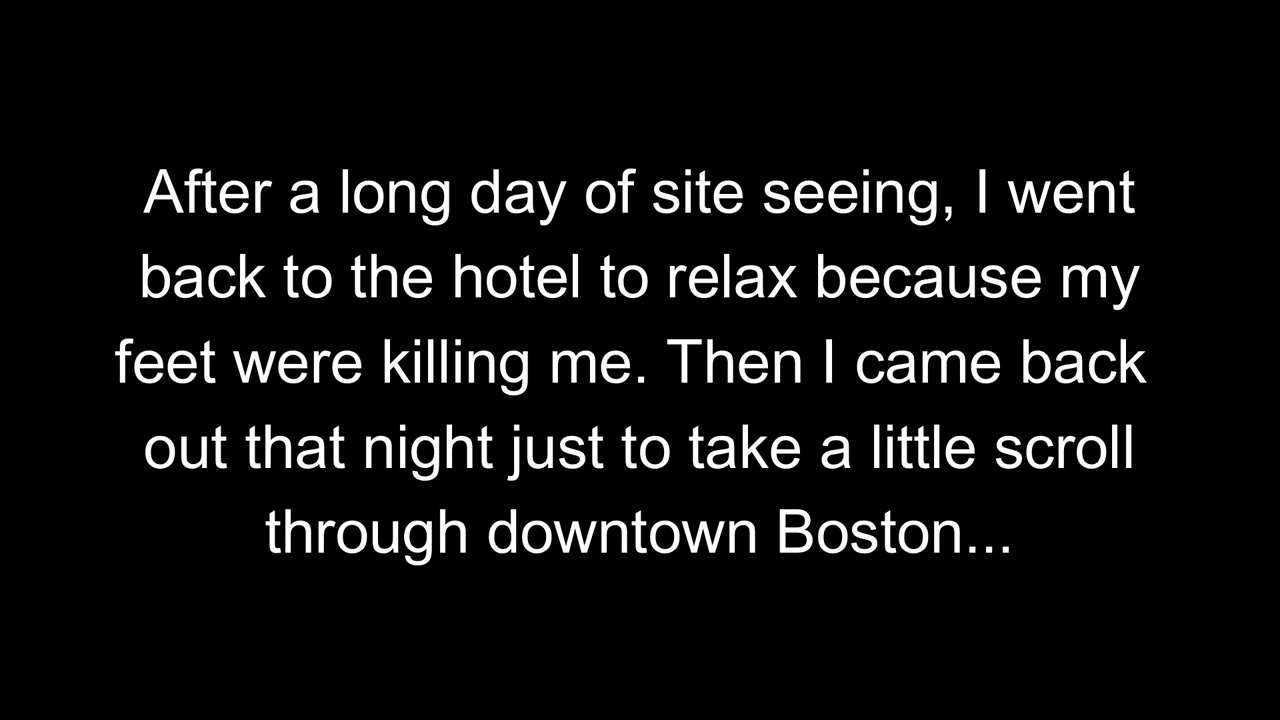 After a long day of site seeing, I went
back to the hotel to relax because my
feet were killing me. Then I came back
out that night just to take a little scroll
through downtown Boston...